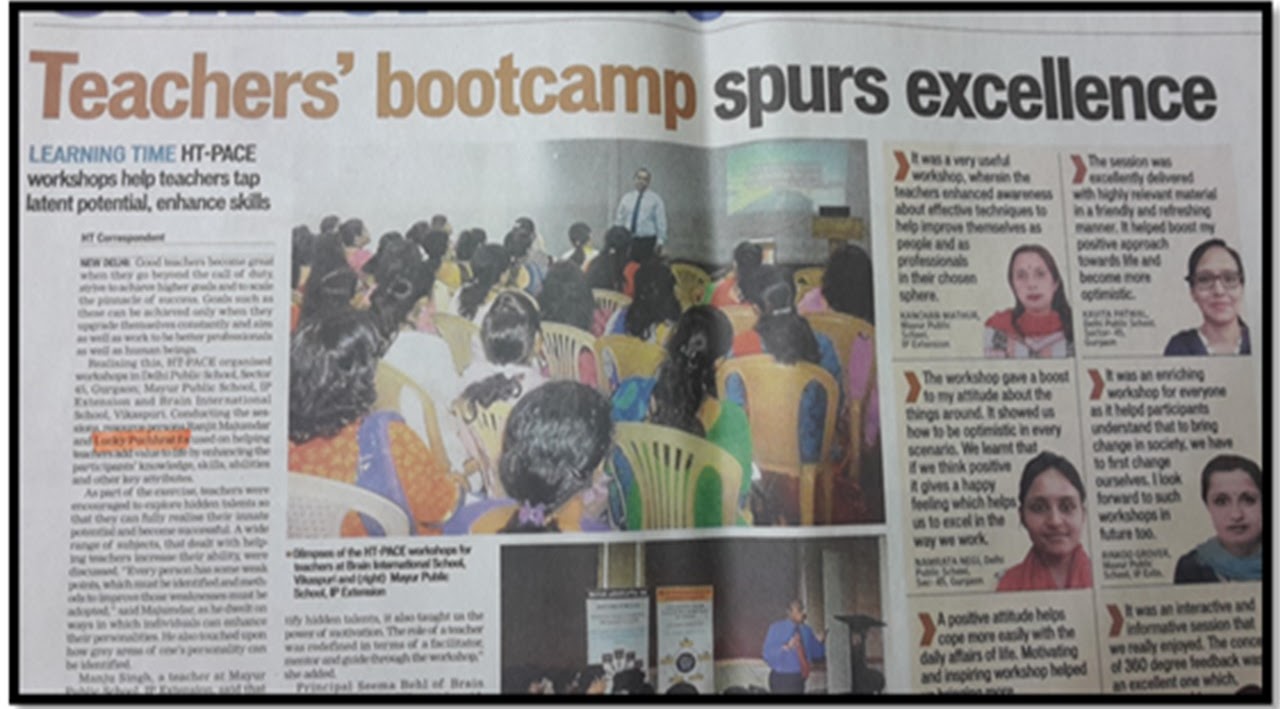 Teachers’ bootcamp spurs excellence
LEARNING TIME HT-PACE
workshops help teachers tap
latent potential, enhance skills
HT Correspondent
NEW DELHI: Good teachers become great
when they go beyond the call of duty,
strive to achieve higher goals and to scale
the pinnacle of success. Goals such as
these can be achieved only when they
upgrade themselves constantly and aim
as well as work to be better professionals
as well as human beings.
Realising this, HT-PACE organised
workshops in Delhi Public School, Sector
45, Gurgaon; Mayur Public School, IP
Extension and Brain International
School, Vikaspuri. Conducting the ses-
sions, resource persons Ranjit Majumdar
and Lucky Pushkrat fo used on helping
teachers add value to life by enhancing the
participants' knowledge, skills, abilities
and other key attributes.
As part of the exercise, teachers were
encouraged to explore hidden talents so
that they can fully realise their innate
potential and become successful. A wide
range of subjects, that dealt with help-
ing teachers increase their ability, were
discussed. "Every person has some weak
points, which must be identified and meth-
ods to improve those weaknesses must be
adopted," said Majumdar, as he dwelt on
ways in which individuals can enhance
their personalities. He also touched upon
how grey areas of one's personality can
be identified.
Manju Singh, a teacher at Mayur
Public School, IP Extension, said that
Glimpses of the HT-PACE workshops for
teachers at Brain International School,
Vikaspuri and (right) Mayur Public
School, IP Extension
tify hidden talents, it also taught us the
power of motivation. The role of a teacher
was redefined in terms of a facilitator,
mentor and guide through the workshop,"
she added.
Principal Seema Behl of Brain
It was a very useful
workshop, wherein the
teachers enhanced awareness
about effective techniques to
help improve themselves as
people and as
professionals
in their chosen
sphere.
KANCHAN MATHUR,
Mayur Public
School,
IP Extension
The session was
excellently delivered
with highly relevant material
in a friendly and refreshing
manner. It helped boost my
positive approach
towards life and
become more
optimistic.
KAVITA PATWAL,
Delhi Public School,
Sector- 45,
Gurgaon
The workshop gave a boost
to my attitude about the
things around. It showed us
how to be optimistic in every
scenario. We learnt that
if we think positive
it gives a happy
feeling which helps
us to excel in the
way we work.
NAMRATA NEGI, Delhi
Public School,
Sec- 45, Gurgaon
It was an enriching
workshop for everyone
as it helpd participants
understand that to bring
change in society, we have
to first change
ourselves. I look
forward to such
workshops in
future too.
RINKOO GROVER,
Mayur Public
School, IP Extn.
A positive attitude helps
cope more easily with the
daily affairs of life. Motivating
and inspiring workshop helped
It was an interactive and
informative session that
we really enjoyed. The conce
of 360 degree feedback was
an excellent one which,